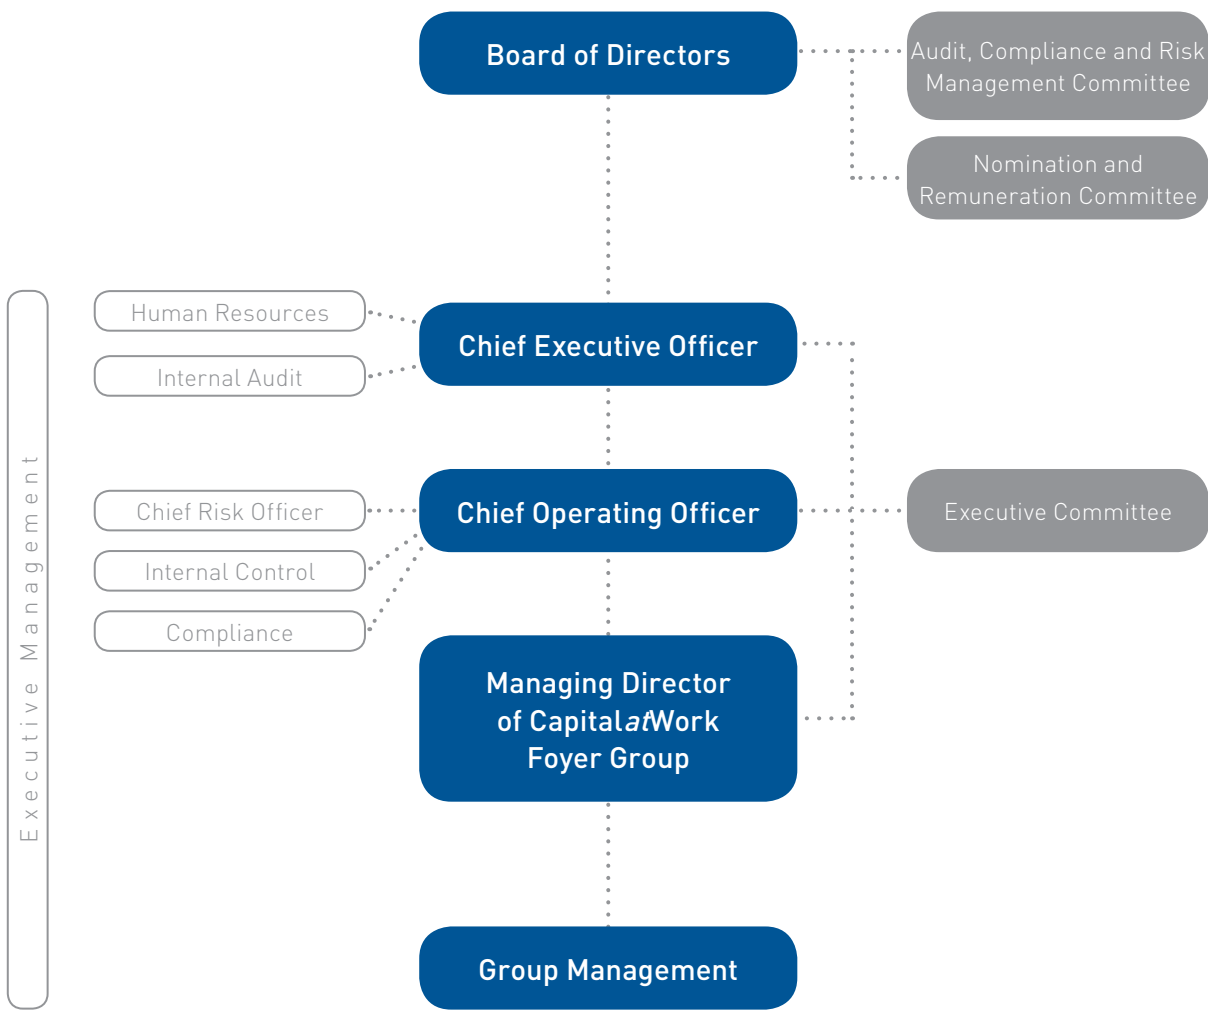 Board of Directors
Audit, Compliance and Risk
Management Committee
Nomination and
Remuneration Committee
Executive Management
Human Resources
Internal Audit
Chief Executive Officer
Chief Risk Officer
Internal Control
Compliance
Chief Operating Officer
Executive Committee
Managing Director
of CapitalatWork
Foyer Group
Group Management